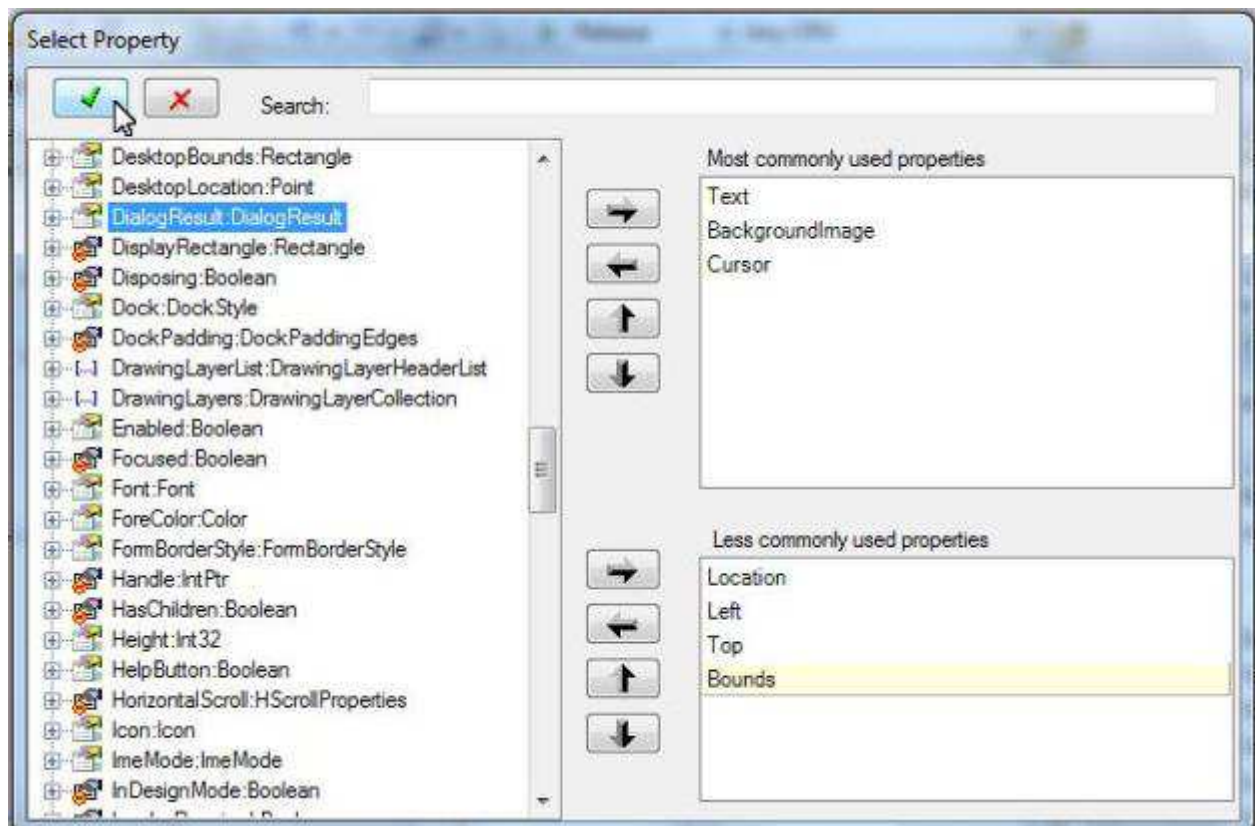 Select Property
Search:
DesktopBounds:Rectangle
DesktopLocation:Point
DialogResult:DialogResult
DisplayRectangle:Rectangle
Disposing:Boolean
Dock:DockStyle
DockPadding:DockPaddingEdges
DrawingLayerList:DrawingLayerHeaderList
DrawingLayers:DrawingLayerCollection
Enabled:Boolean
Focused:Boolean
Font:Font
ForeColor:Color
FormBorderStyle:FormBorderStyle
Handle:IntPtr
HasChildren:Boolean
Height:Int32
HelpButton:Boolean
HorizontalScroll:HScrollProperties
Icon:Icon
ImeMode:ImeMode
InDesignMode:Boolean
Most commonly used properties
Text
BackgroundImage
Cursor
Less commonly used properties
Location
Left
Top
Bounds